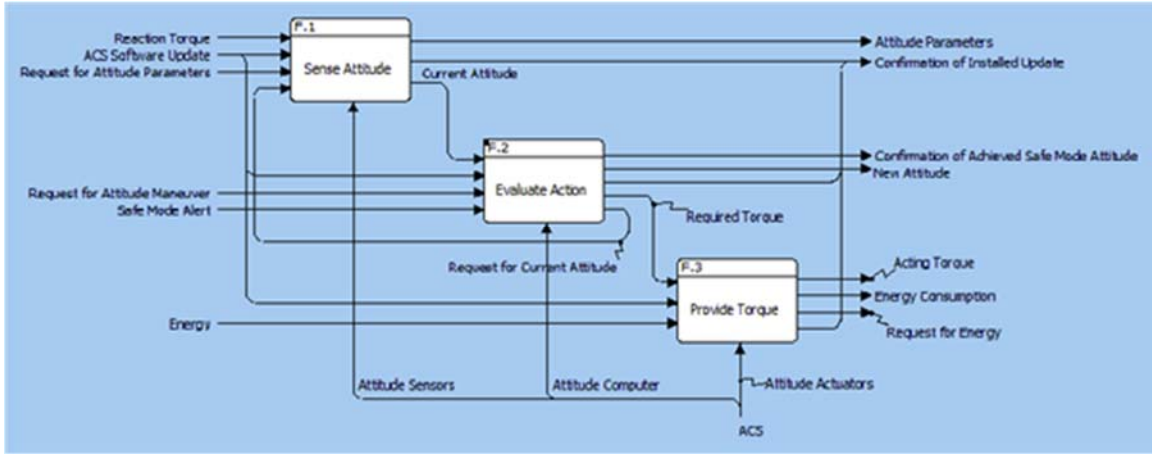 F.1
Reaction Torque
Attitude Parameters
ACS Software Update
Sense Attitude
Confirmation of Installed Update
Request for Attitude Parameters
Current Attitude
F.2
Confirmation of Achieved Safe Mode Attitude
New Attitude
Request for Attitude Maneuver
Evaluate Action
Safe Mode Alert
Required Torque
Request for Current Attitude
F.3
Acting Torque
Energy Consumption
Provide Torque
Energy
Request for Energy
Attitude Sensors
Attitude Computer
Attitude Actuators
ACS